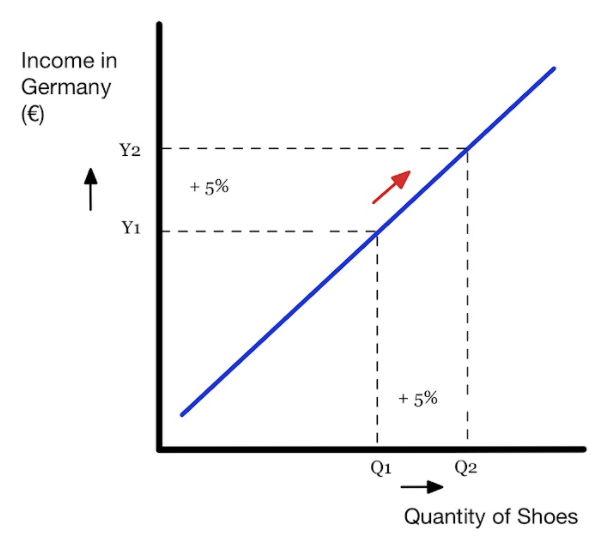 Income in
Germany
(€)
Y2
+ 5%
Y1
+ 5%
Q1
Q2
Quantity of Shoes